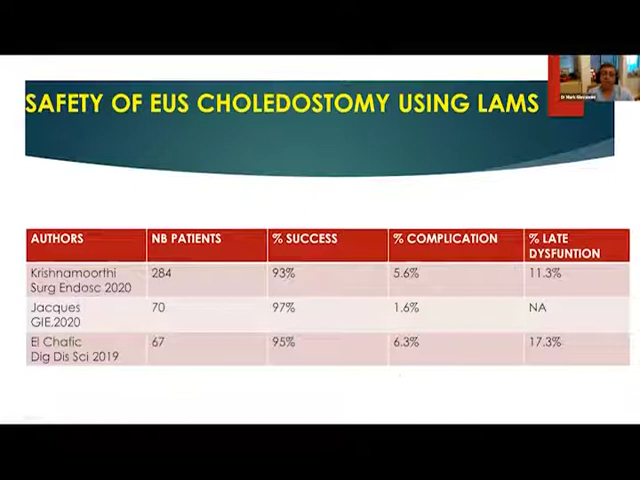 SAFETY OF EUS CHOLEDOSTOMY USING LAMS
AUTHORS NB PATIENTS % SUCCESS % COMPLICATION % LATE DYSFUNTION
Krishnamoorthi Surg Endosc 2020 284 93% 5.6% 11.3%
Jacques GIE.2020 70 97% 1.6% NA
El Chafic Dig Dis Sci 2019 67 95% 6.3% 17.3%